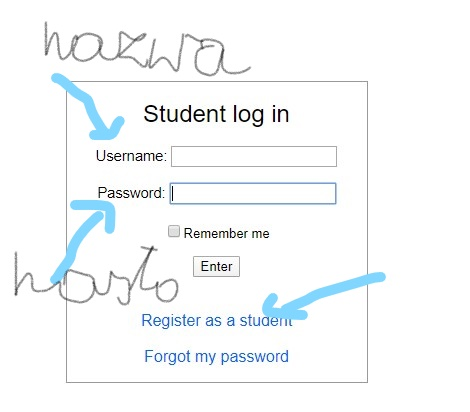 nazwa
Student log in
Username:
Password:
Remember me
Enter
hasło
Register as a student
Forgot my password